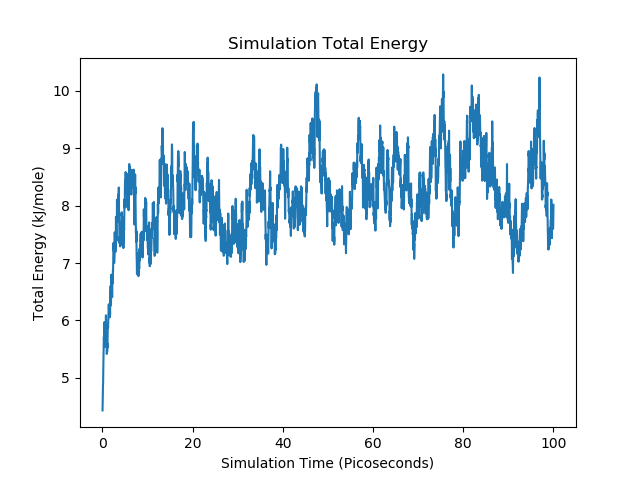 Simulation Total Energy
Total Energy (kJ/mole)
10
9
8
7
6
5
0 20 40 60 80 100
Simulation Time (Picoseconds)